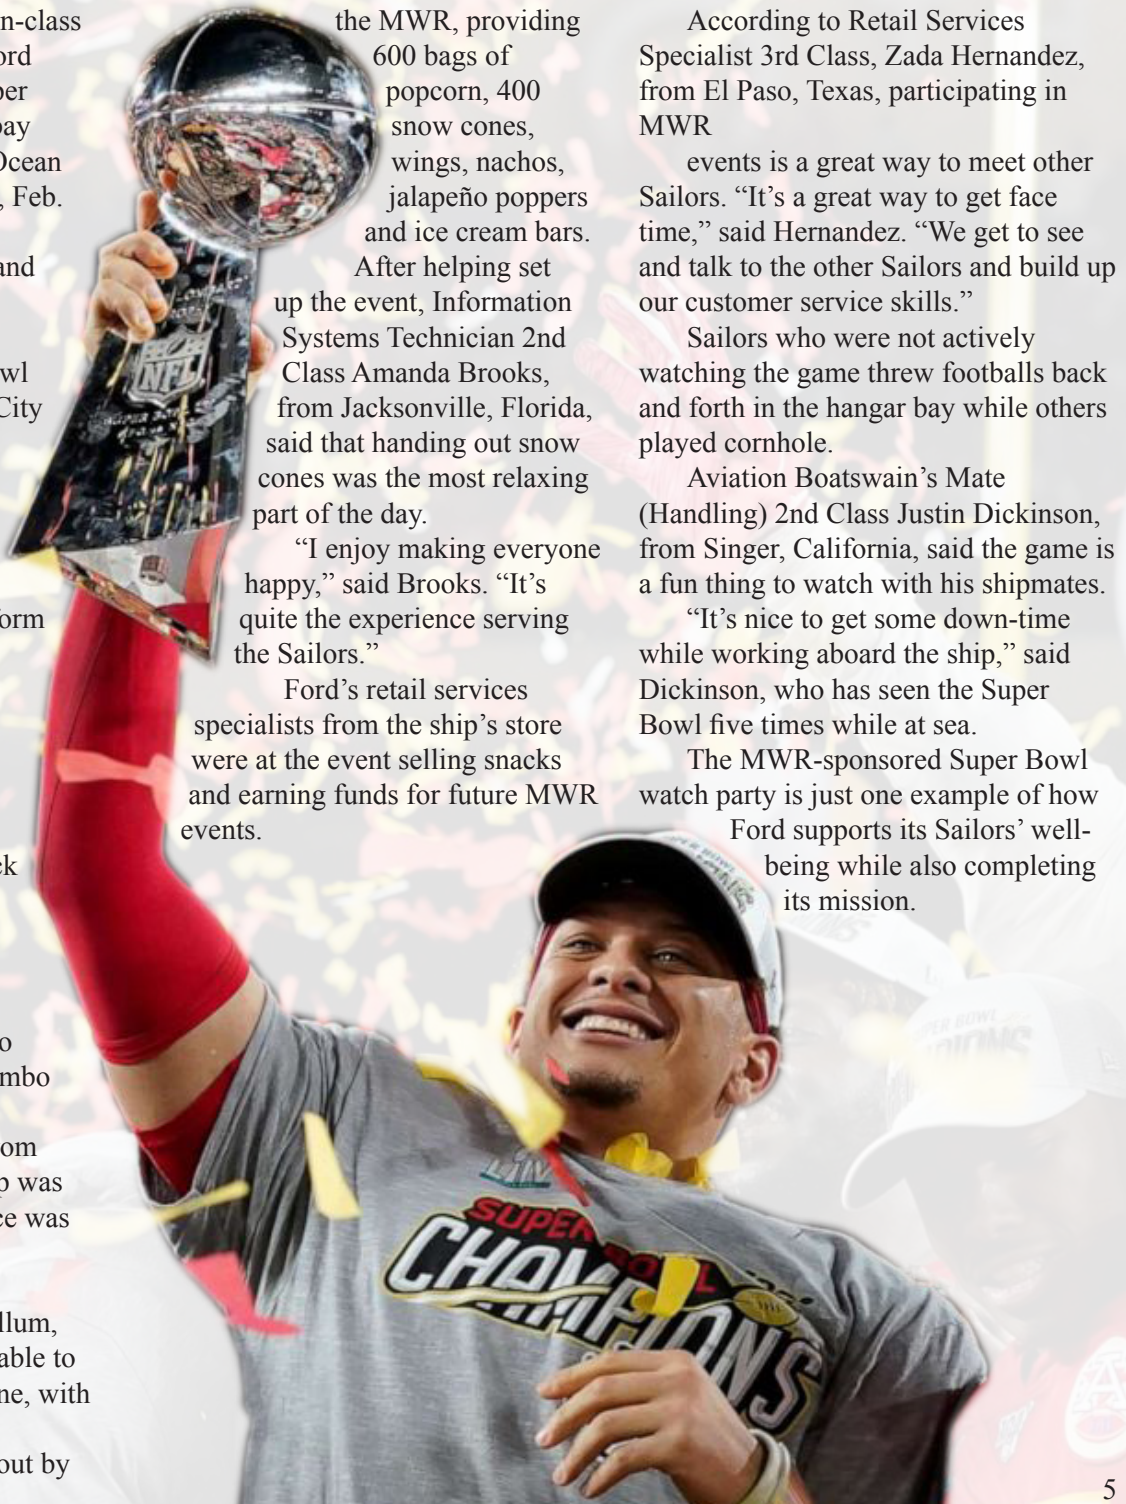 n-class
ord
per
bay
Ocean
, Feb.
and
wl
City
form
ck
o
mbo
om
p was
ce was
llum,
able to
ne, with
out by
the MWR, providing
600 bags of
popcorn, 400
snow cones,
wings, nachos,
jalapeño poppers
and ice cream bars.
After helping set
up the event, Information
Systems Technician 2nd
Class Amanda Brooks,
from Jacksonville, Florida,
said that handing out snow
cones was the most relaxing
part of the day.
“I enjoy making everyone
happy,” said Brooks. “It’s
quite the experience serving
the Sailors.”
Ford’s retail services
specialists from the ship’s store
were at the event selling snacks
and earning funds for future MWR
events.
According to Retail Services
Specialist 3rd Class, Zada Hernandez,
from El Paso, Texas, participating in
MWR
events is a great way to meet other
Sailors. “It’s a great way to get face
time,” said Hernandez. “We get to see
and talk to the other Sailors and build up
our customer service skills.”
Sailors who were not actively
watching the game threw footballs back
and forth in the hangar bay while others
played cornhole.
Aviation Boatswain’s Mate
(Handling) 2nd Class Justin Dickinson,
from Singer, California, said the game is
a fun thing to watch with his shipmates.
“It’s nice to get some down-time
while working aboard the ship,” said
Dickinson, who has seen the Super
Bowl five times while at sea.
The MWR-sponsored Super Bowl
watch party is just one example of how
Ford supports its Sailors’ well-
being while also completing
its mission.
NFL
LIV
SUPER BOWL
CHAMPIONS
5